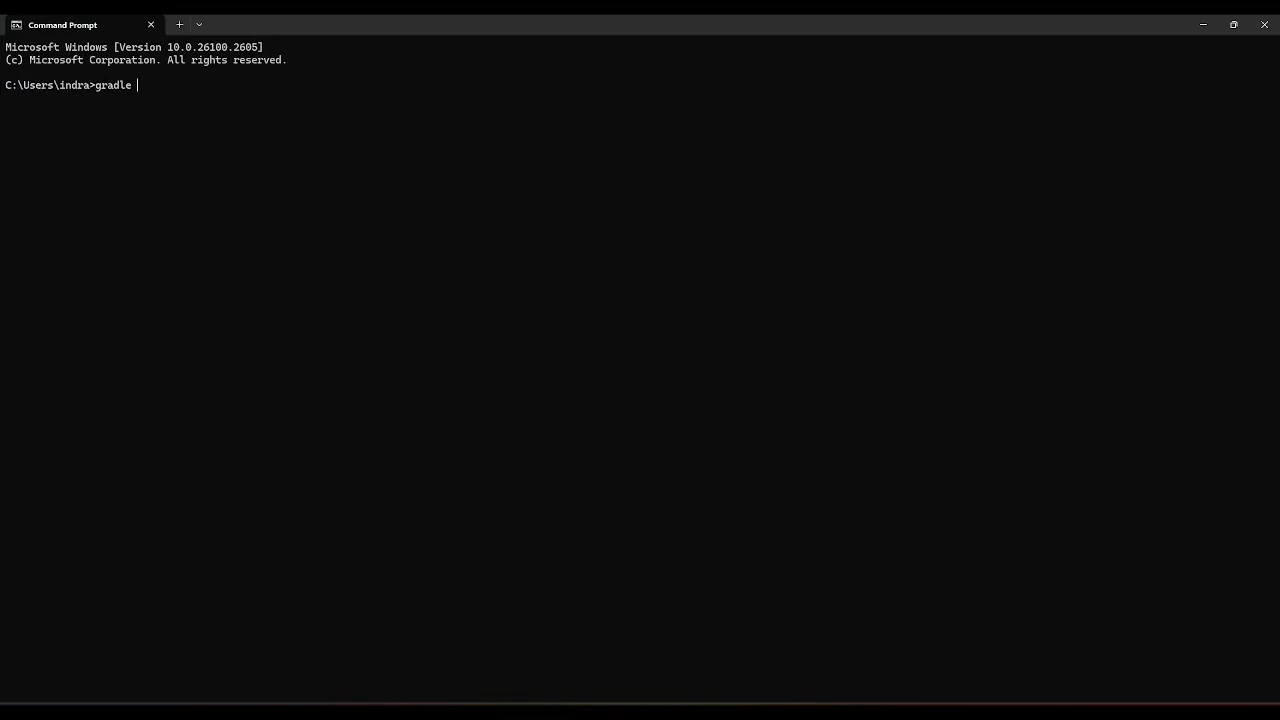 Command Prompt
Microsoft Windows [Version 10.0.26100.2605]
(c) Microsoft Corporation. All rights reserved.
C:\Users\indra>gradle